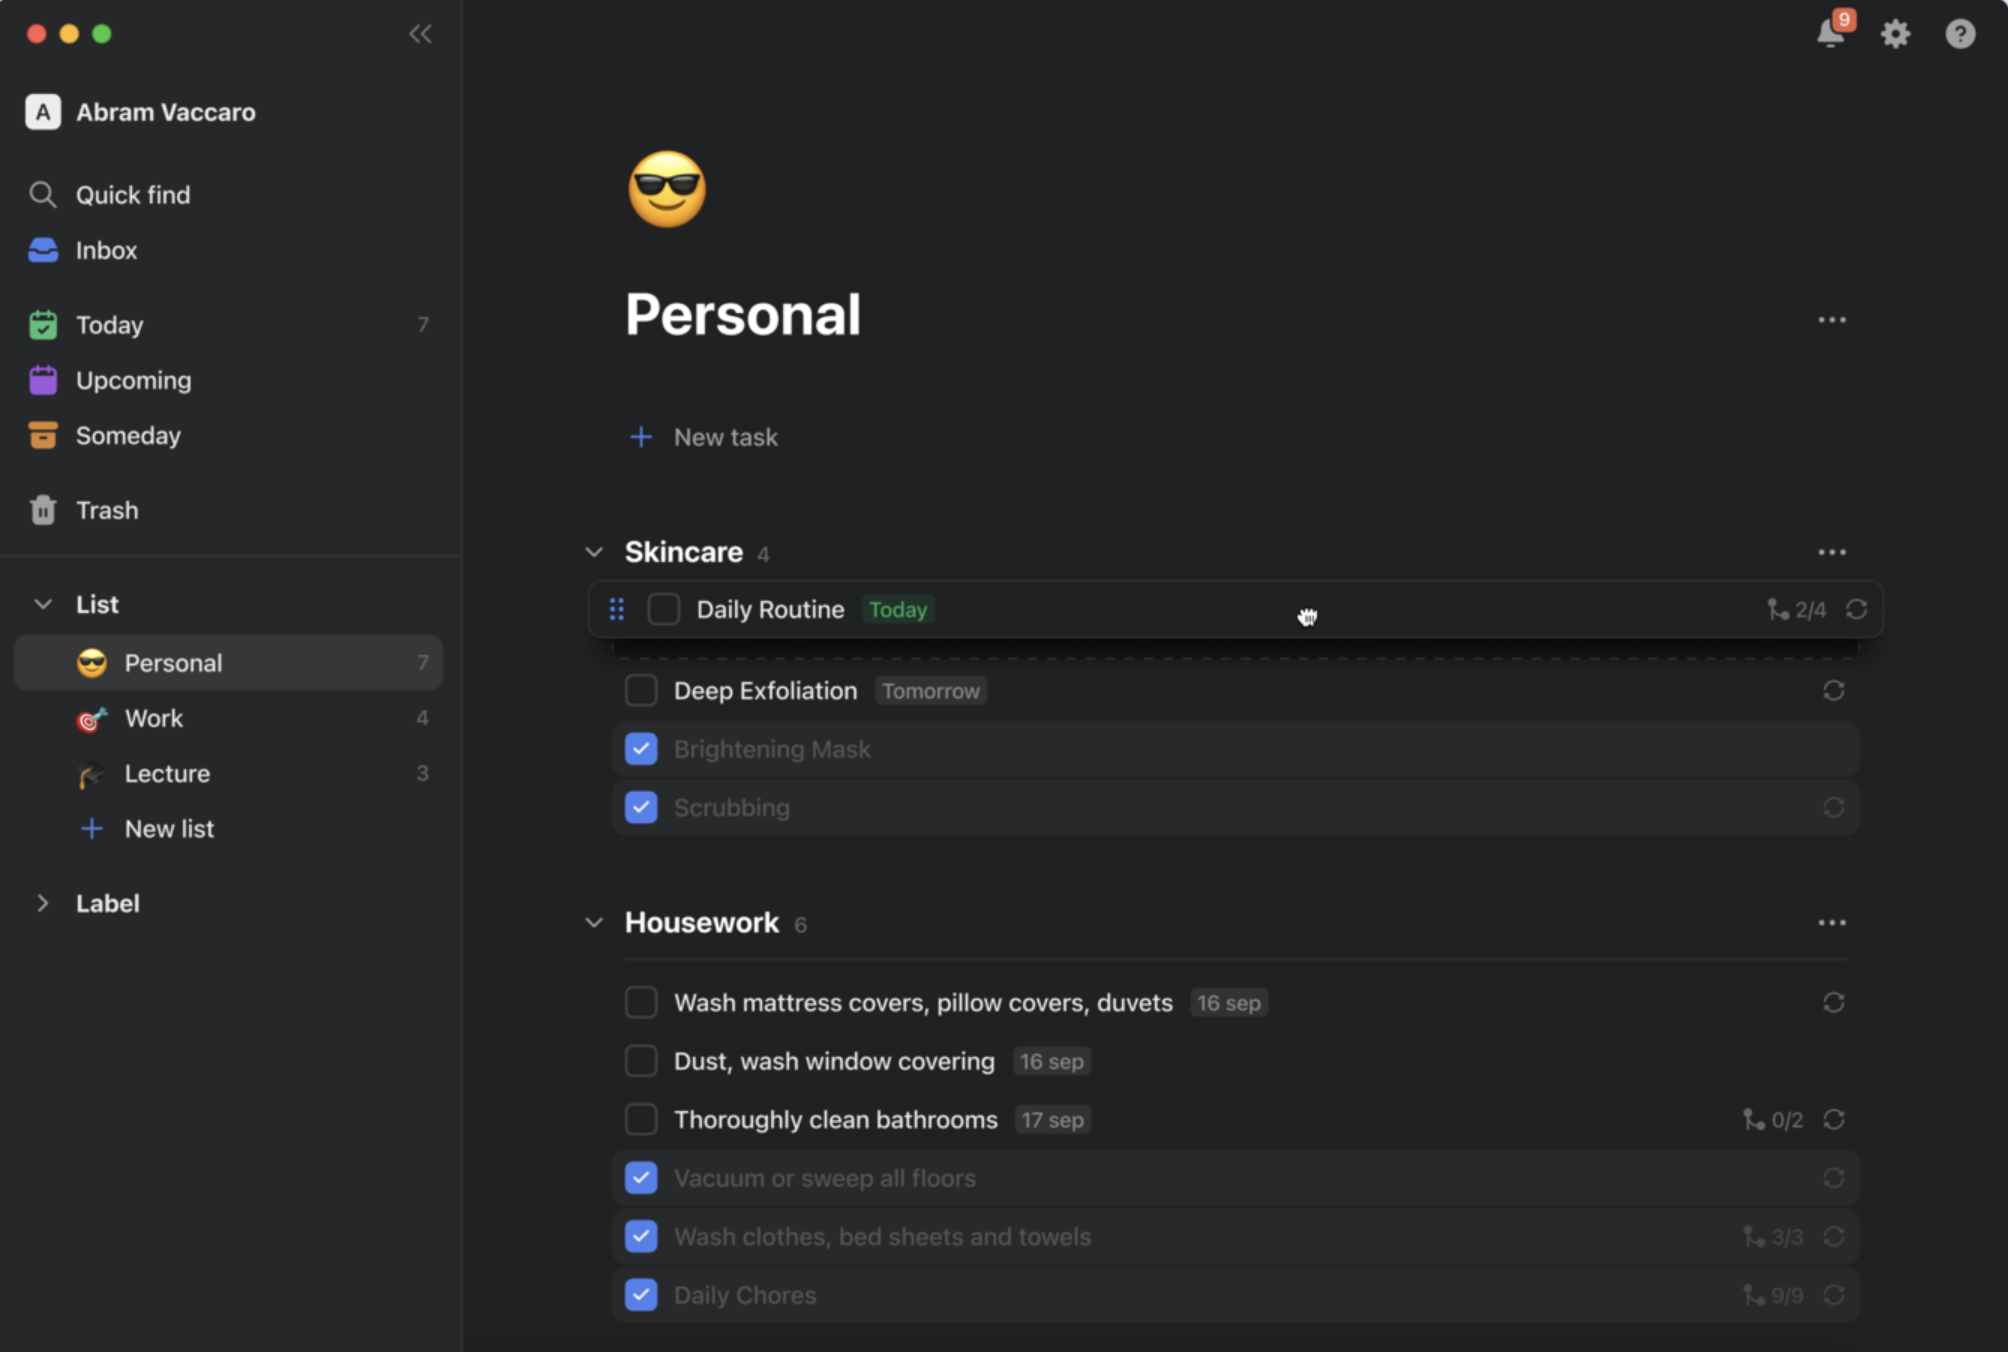 9
?
A Abram Vaccaro
Quick find
Inbox
Today 7
Upcoming
Someday
Trash
List
Personal 7
Work 4
Lecture 3
New list
Label
Personal
New task
Skincare 4
Daily Routine Today 2/4
Deep Exfoliation Tomorrow
Brightening Mask
Scrubbing
Housework 6
Wash mattress covers, pillow covers, duvets 16 sep
Dust, wash window covering 16 sep
Thoroughly clean bathrooms 17 sep 0/2
Vacuum or sweep all floors
Wash clothes, bed sheets and towels 3/3
Daily Chores 9/9